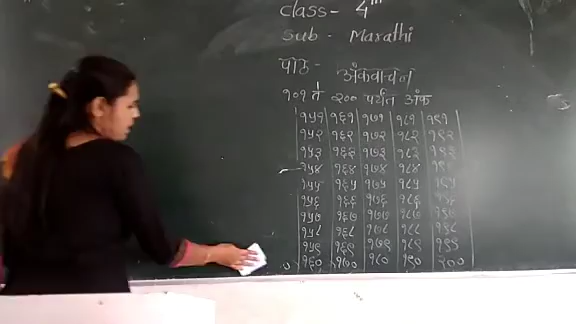 Class - 4th
Sub - Marathi
पाठ -
अंकवाचन
१०१ ते २०० पर्यंत अंक
१५१ १६१ १७१ १८१ १९१
१५२ १६२ १७२ १८२ १९२
१५३ १६३ १७३ १८३ १९३
१५४ १६४ १७४ १८४
१५५ १६५ १७५ १८५ १९५
१५६ १६६ १७६ १८६ १९६
१५७ १६७ १७७ १८७ १९७
१५८ १६८ १७८ १८८ १९८
१५९ १६९ १७९ १८९ १९९
१६० १७० १८० १९० २००